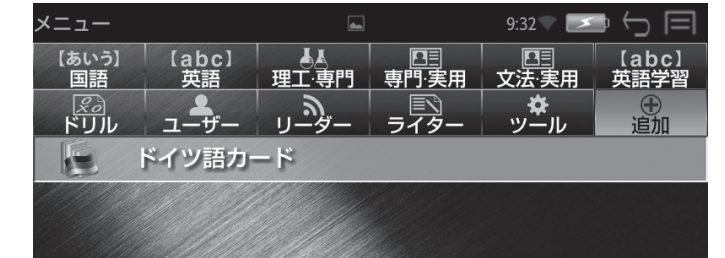 メニュー 9:32
【あいう】 【abc】 【abc】
国語 英語 理工·専門 専門·実用 文法·実用 英語学習
ドリル ユーザー リーダー ライター ツール 追加
ドイツ語カード